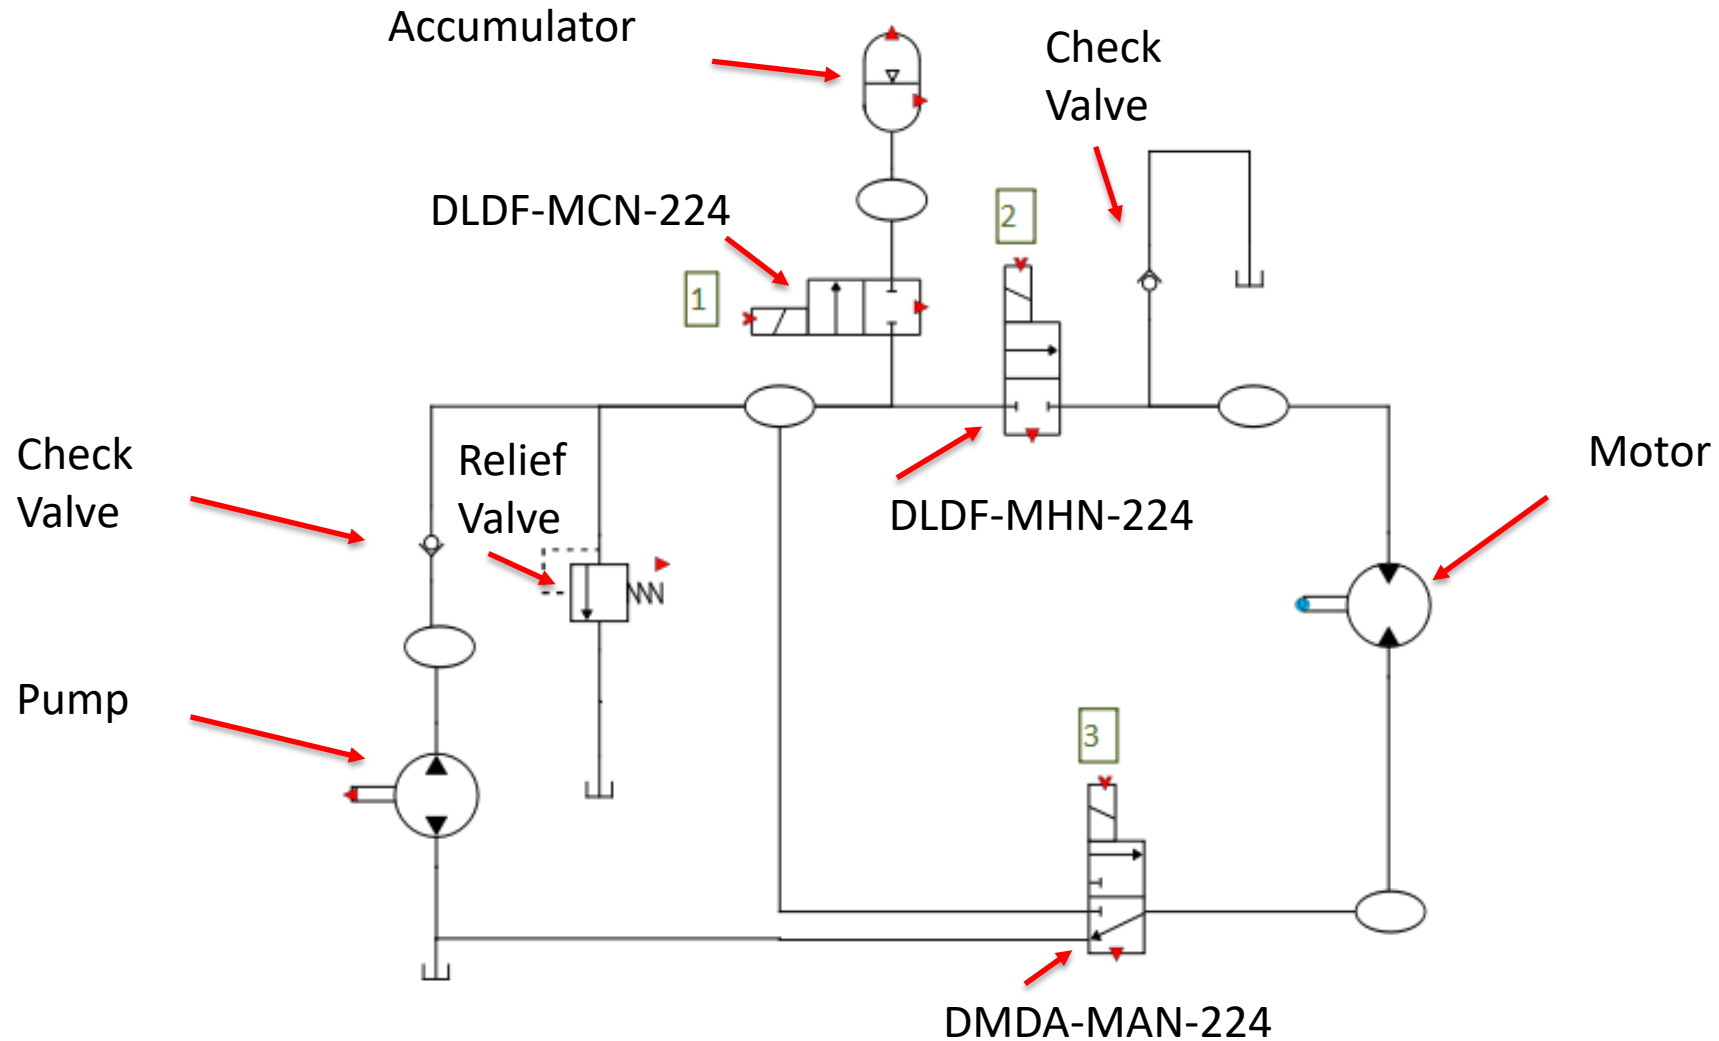 Accumulator
Check
Valve
DLDF-MCN-224
2
1
Check
Valve
Relief
Valve
Motor
DLDF-MHN-224
Pump
3
DMDA-MAN-224